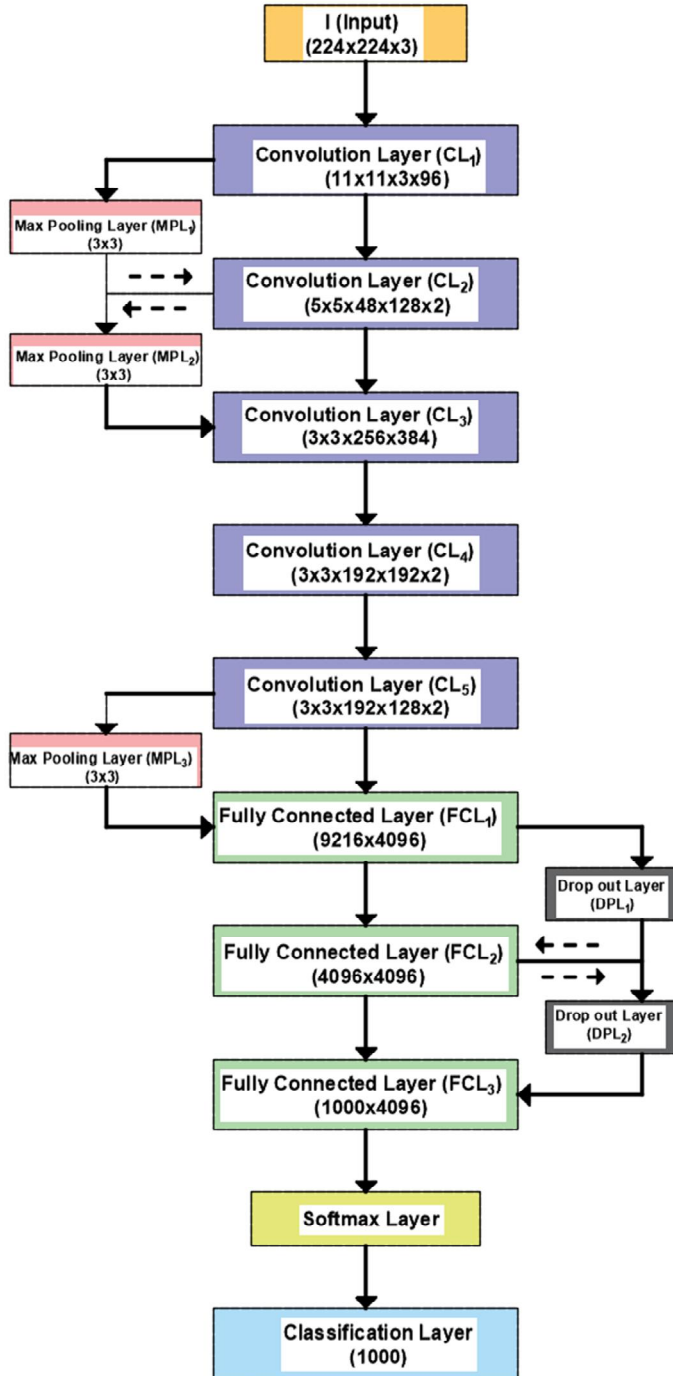 I (Input)
(224x224x3)
Convolution Layer (CL₁)
(11x11x3x96)
Max Pooling Layer (MPL₁)
(3x3)
Convolution Layer (CL₂)
(5x5x48x128x2)
Max Pooling Layer (MPL₂)
(3x3)
Convolution Layer (CL₃)
(3x3x256x384)
Convolution Layer (CL₄)
(3x3x192x192x2)
Convolution Layer (CL₅)
(3x3x192x128x2)
Max Pooling Layer (MPL₃)
(3x3)
Fully Connected Layer (FCL₁)
(9216x4096)
Drop out Layer
(DPL₁)
Fully Connected Layer (FCL₂)
(4096x4096)
Drop out Layer
(DPL₂)
Fully Connected Layer (FCL₃)
(1000x4096)
Softmax Layer
Classification Layer
(1000)